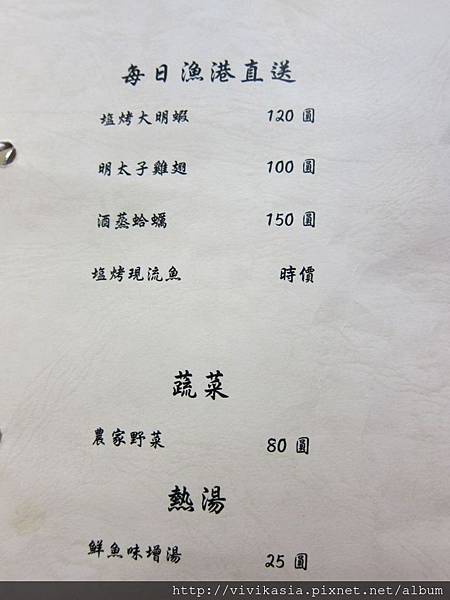 每日漁港直送
塩烤大明蝦 120 圓
明太子雞翅 100 圓
酒蒸蛤蠣 150 圓
塩烤現流魚 時價
蔬菜
農家野菜 80 圓
熱湯
鮮魚味增湯 25 圓
http://vivikasia.pixnet.net/album